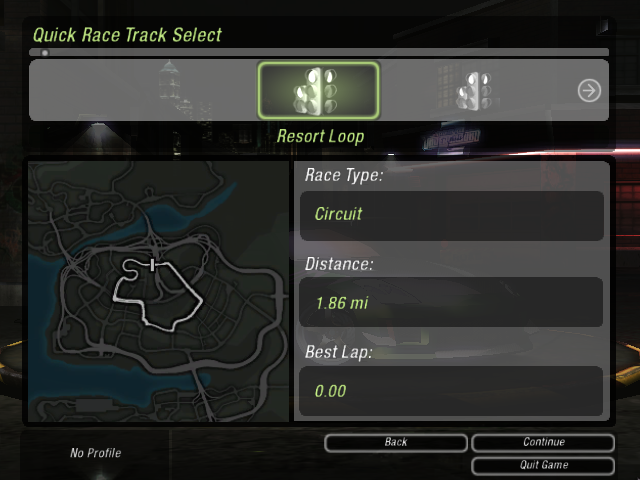 Quick Race Track Select
Resort Loop
Race Type:
Circuit
Distance:
1.86 mi
Best Lap:
0.00
No Profile
Back
Continue
Quit Game